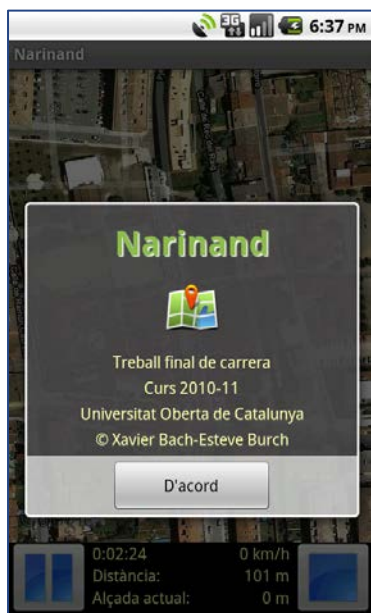 3G
6:37 PM
Narinand
Narinand
Treball final de carrera
Curs 2010-11
Universitat Oberta de Catalunya
© Xavier Bach-Esteve Burch
D'acord
0:02:24 0 km/h
Distància: 101 m
Alçada actual: 0 m